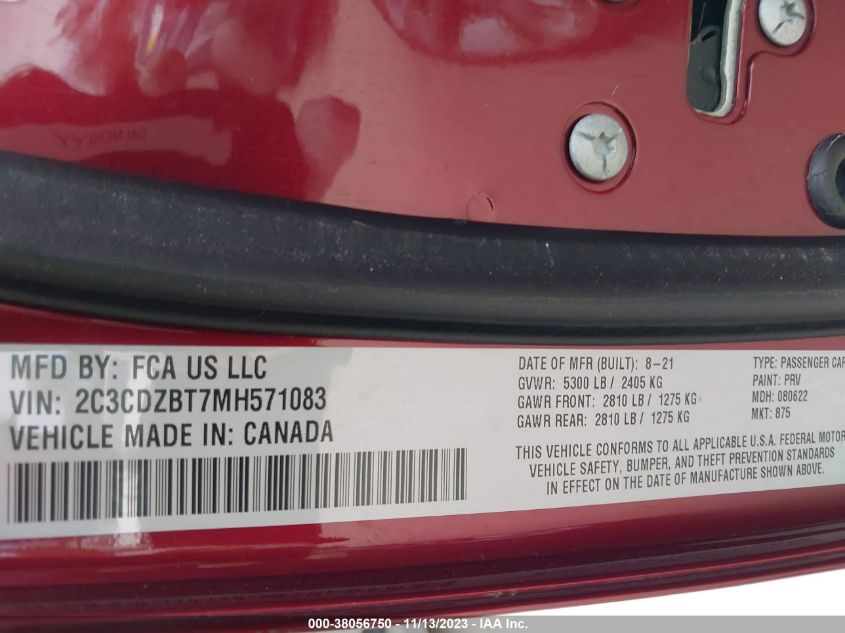 MFD BY: FCA US LLC
VIN: 2C3CDZBT7MH571083
VEHICLE MADE IN: CANADA
DATE OF MFR (BUILT): 8-21
GVWR: 5300 LB / 2405 KG
GAWR FRONT: 2810 LB / 1275 KG
GAWR REAR: 2810 LB / 1275 KG
TYPE: PASSENGER CAR
PAINT: PRV
MDH: 080622
MKT: 875
THIS VEHICLE CONFORMS TO ALL APPLICABLE U.S.A. FEDERAL MOTOR
VEHICLE SAFETY, BUMPER, AND THEFT PREVENTION STANDARDS
IN EFFECT ON THE DATE OF MANUFACTURE SHOWN ABOVE.
000-38056750 - 11/13/2023 - IAA Inc.